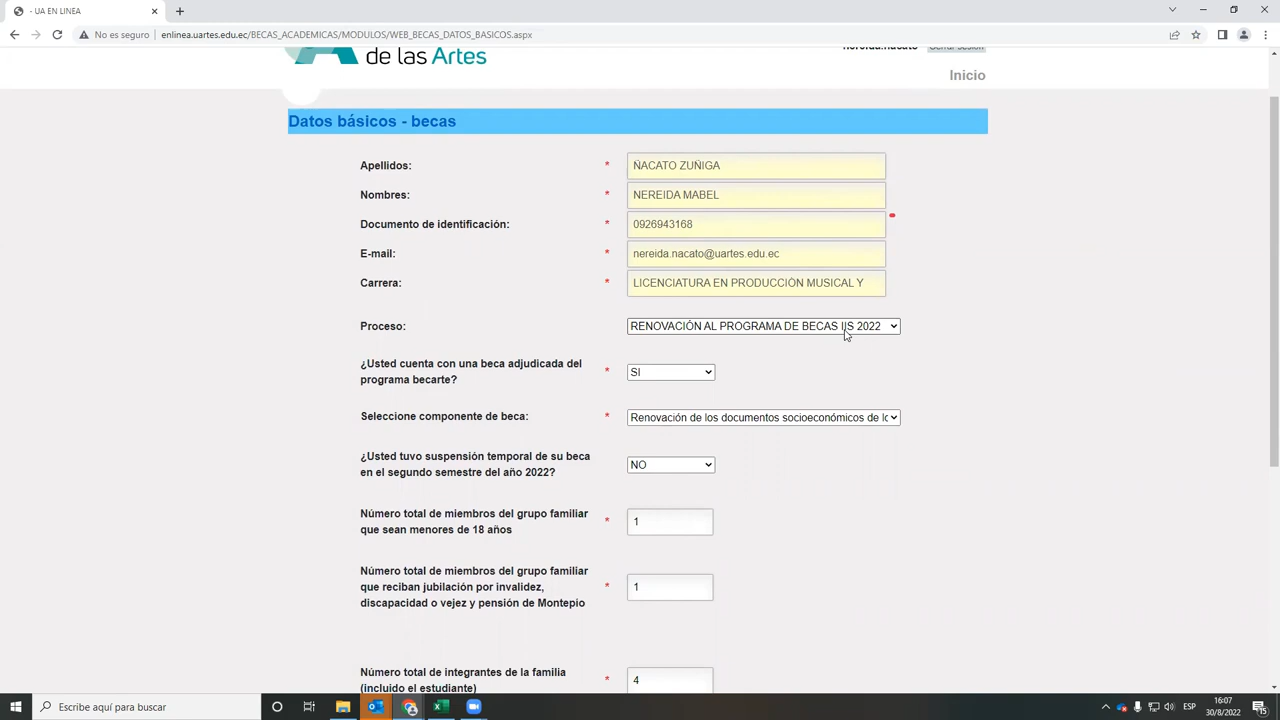 - UA EN LINEA
No es seguro | enlinea.uartes.edu.ec/BECAS_ACADEMICAS/MODULOS/WEB_BECAS_DATOS_BASICOS.aspx
de las Artes
nereida.nacato Cerrar sesión
Inicio
Datos básicos - becas
Apellidos: * ÑACATO ZUÑIGA
Nombres: * NEREIDA MABEL
Documento de identificación: * 0926943168
E-mail: * nereida.nacato@uartes.edu.ec
Carrera: * LICENCIATURA EN PRODUCCIÓN MUSICAL Y
Proceso: RENOVACIÓN AL PROGRAMA DE BECAS IIS 2022
¿Usted cuenta con una beca adjudicada del
programa becarte? * SI
Seleccione componente de beca: * Renovación de los documentos socioeconómicos de lo
¿Usted tuvo suspensión temporal de su beca
en el segundo semestre del año 2022? NO
Número total de miembros del grupo familiar
que sean menores de 18 años * 1
Número total de miembros del grupo familiar
que reciban jubilación por invalidez, * 1
discapacidad o vejez y pensión de Montepio
Número total de integrantes de la familia
(incluido el estudiante) * 4
Escribe aquí para buscar
ESP
16:07
30/8/2022
15